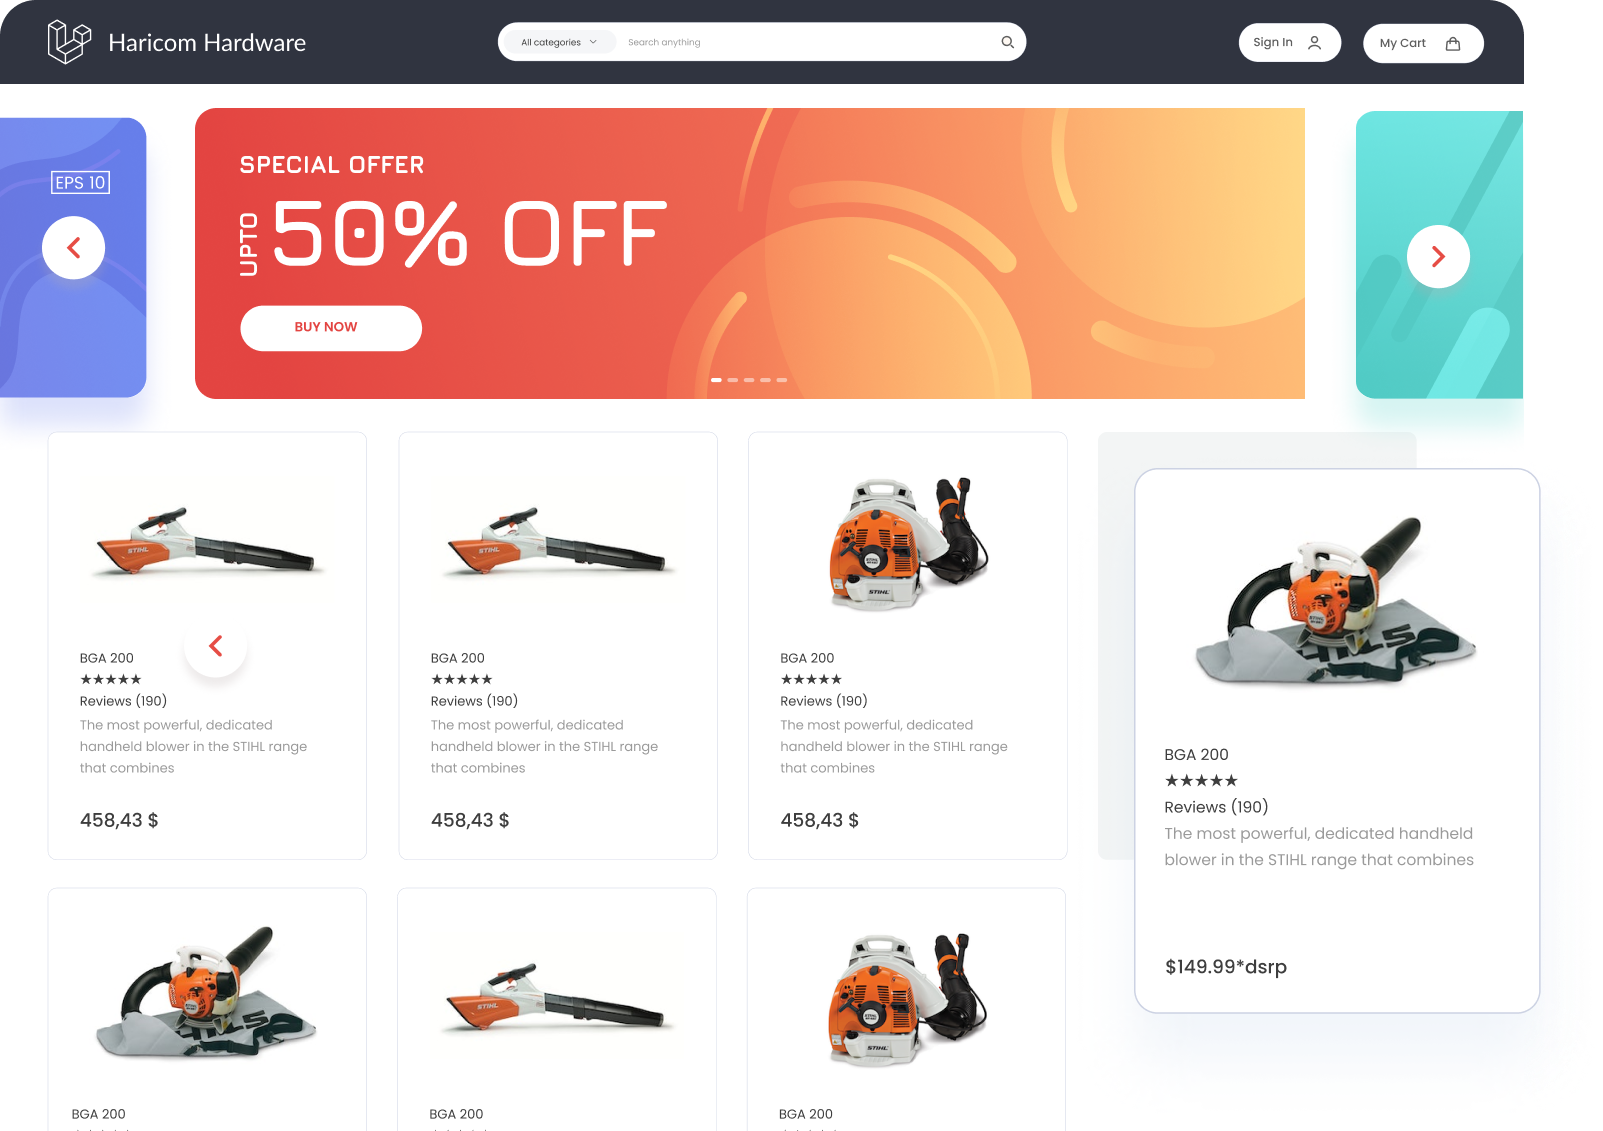 Haricom Hardware
All categories
Search anything
Sign In
My Cart
EPS 10
SPECIAL OFFER
UPTO
50% OFF
BUY NOW
STIHL
STIHL
STIHL
BGA 200
★★★★★
Reviews (190)
The most powerful, dedicated
handheld blower in the STIHL range
that combines
458,43 $
BGA 200
★★★★★
Reviews (190)
The most powerful, dedicated
handheld blower in the STIHL range
that combines
458,43 $
BGA 200
★★★★★
Reviews (190)
The most powerful, dedicated
handheld blower in the STIHL range
that combines
458,43 $
BGA 200
★★★★★
Reviews (190)
The most powerful, dedicated handheld
blower in the STIHL range that combines
$149.99*dsrp
STIHL
STIHL
BGA 200
BGA 200
BGA 200